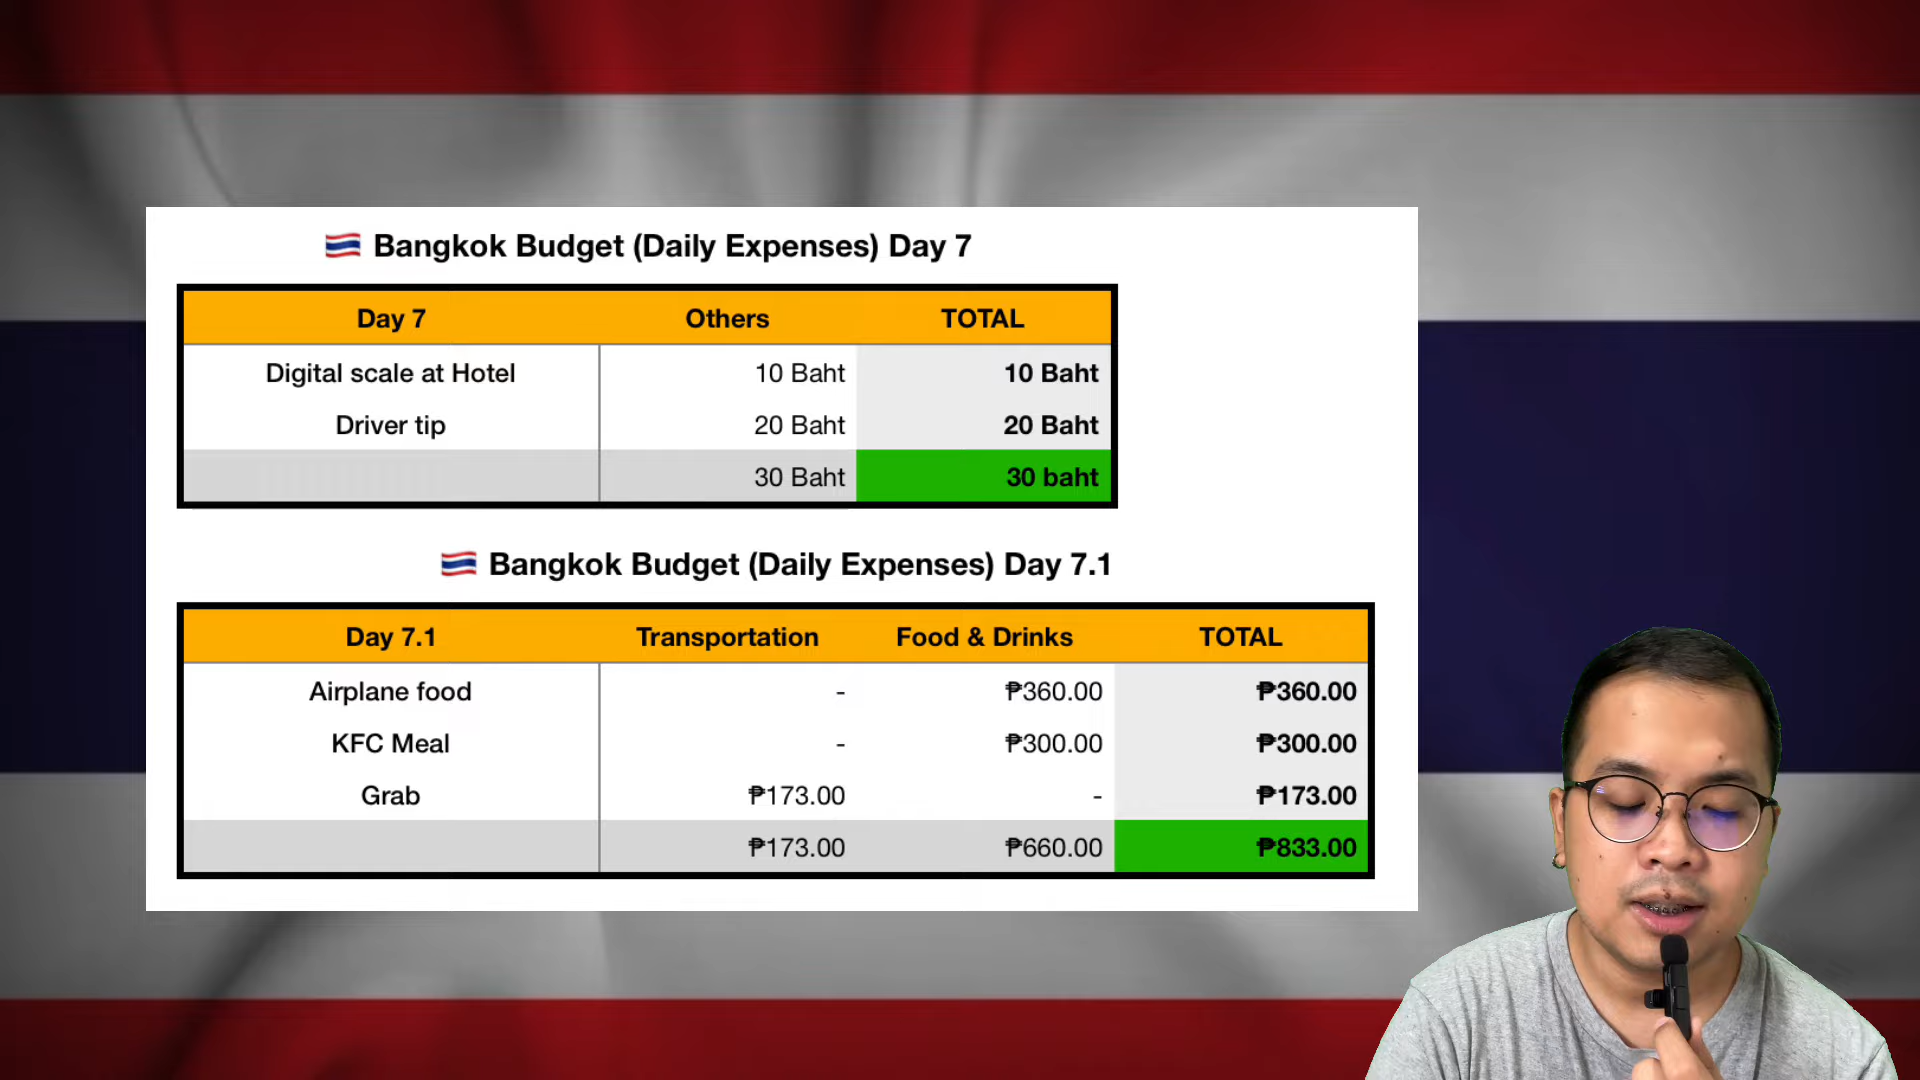 🇹🇭 Bangkok Budget (Daily Expenses) Day 7
Day 7 Others TOTAL
Digital scale at Hotel 10 Baht 10 Baht
Driver tip 20 Baht 20 Baht
30 Baht 30 baht
🇹🇭 Bangkok Budget (Daily Expenses) Day 7.1
Day 7.1 Transportation Food & Drinks TOTAL
Airplane food - ₱360.00 ₱360.00
KFC Meal - ₱300.00 ₱300.00
Grab ₱173.00 - ₱173.00
₱173.00 ₱660.00 ₱833.00